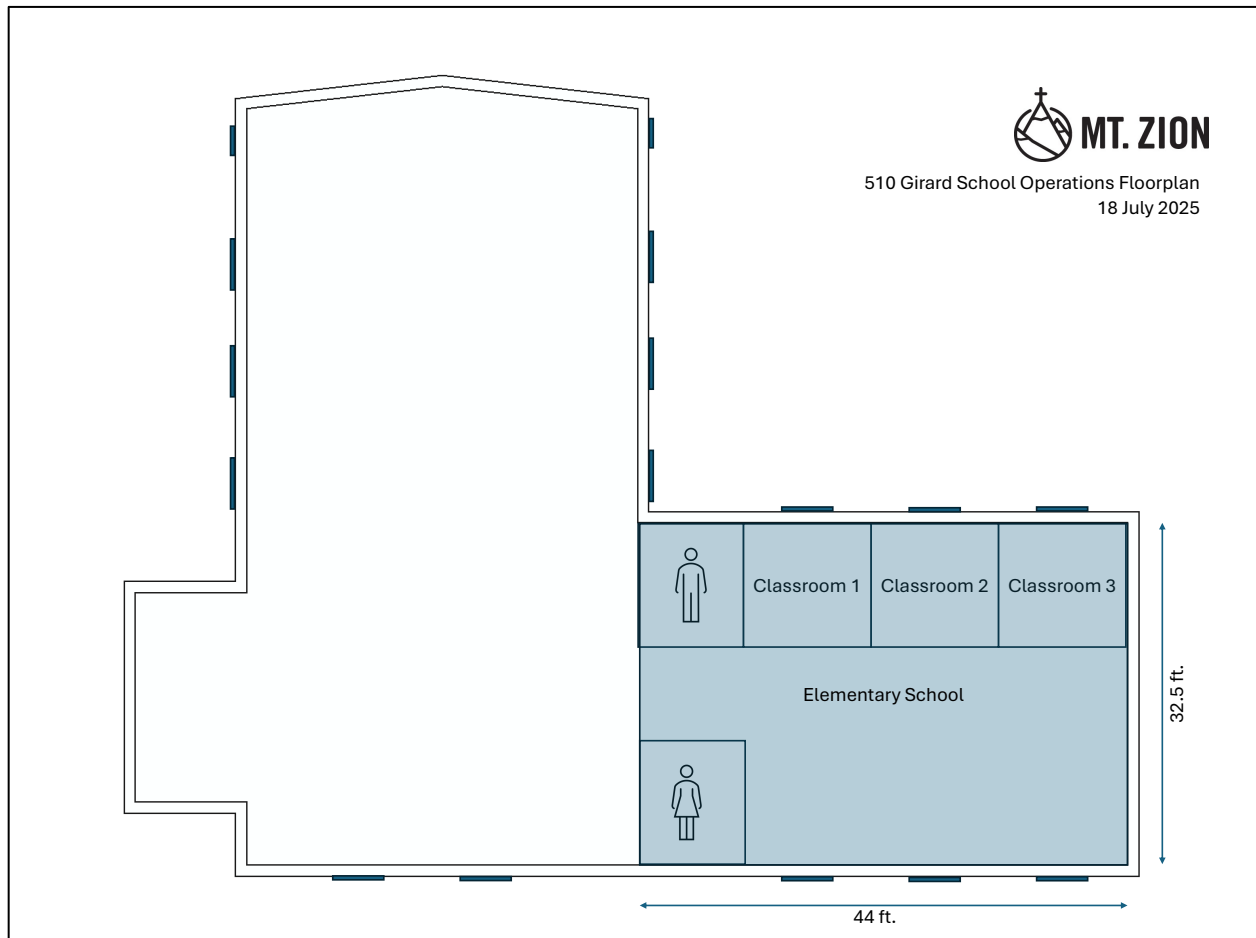 MT. ZION
510 Girard School Operations Floorplan
18 July 2025
Classroom 1
Classroom 2
Classroom 3
Elementary School
32.5 ft.
44 ft.